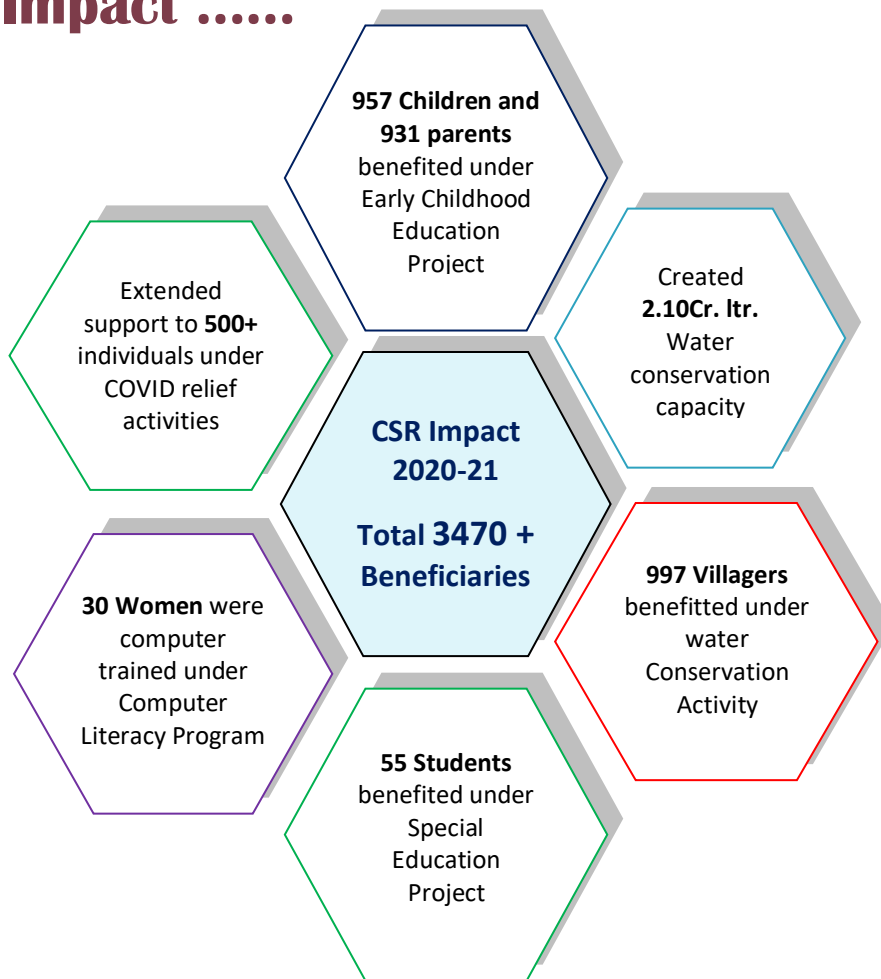 Impact ......
957 Children and
931 parents
benefited under
Early Childhood
Education
Project
Extended
support to 500+
individuals under
COVID relief
activities
Created
2.10Cr. ltr.
Water
conservation
capacity
CSR Impact
2020-21
Total 3470 +
Beneficiaries
30 Women were
computer
trained under
Computer
Literacy Program
997 Villagers
benefitted under
water
Conservation
Activity
55 Students
benefited under
Special
Education
Project